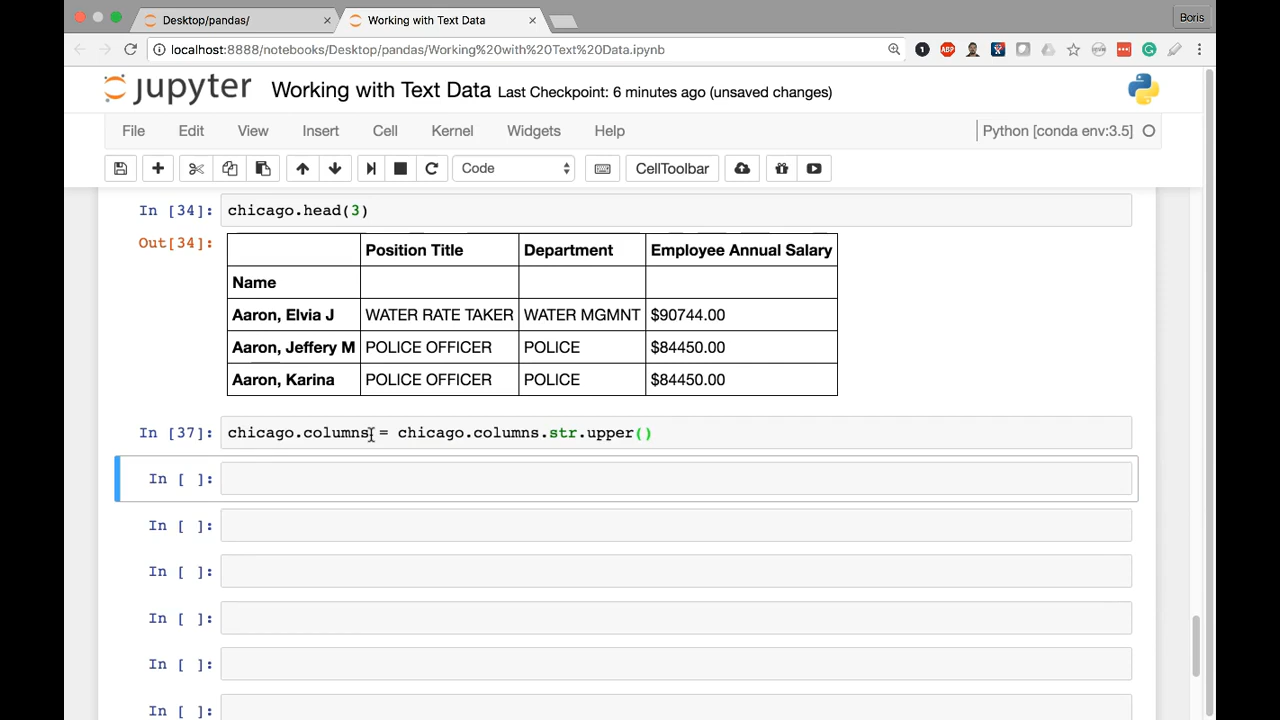 Desktop/pandas/ Working with Text Data Boris
localhost:8888/notebooks/Desktop/pandas/Working%20with%20Text%20Data.ipynb
jupyter Working with Text Data Last Checkpoint: 6 minutes ago (unsaved changes)
File Edit View Insert Cell Kernel Widgets Help Python [conda env:3.5]
Code CellToolbar
In [34]: chicago.head(3)
Out[34]: Position Title Department Employee Annual Salary
Name
Aaron, Elvia J WATER RATE TAKER WATER MGMNT $90744.00
Aaron, Jeffery M POLICE OFFICER POLICE $84450.00
Aaron, Karina POLICE OFFICER POLICE $84450.00
In [37]: chicago.columns = chicago.columns.str.upper()
In [ ]:
In [ ]:
In [ ]:
In [ ]:
In [ ]:
In [ ]: